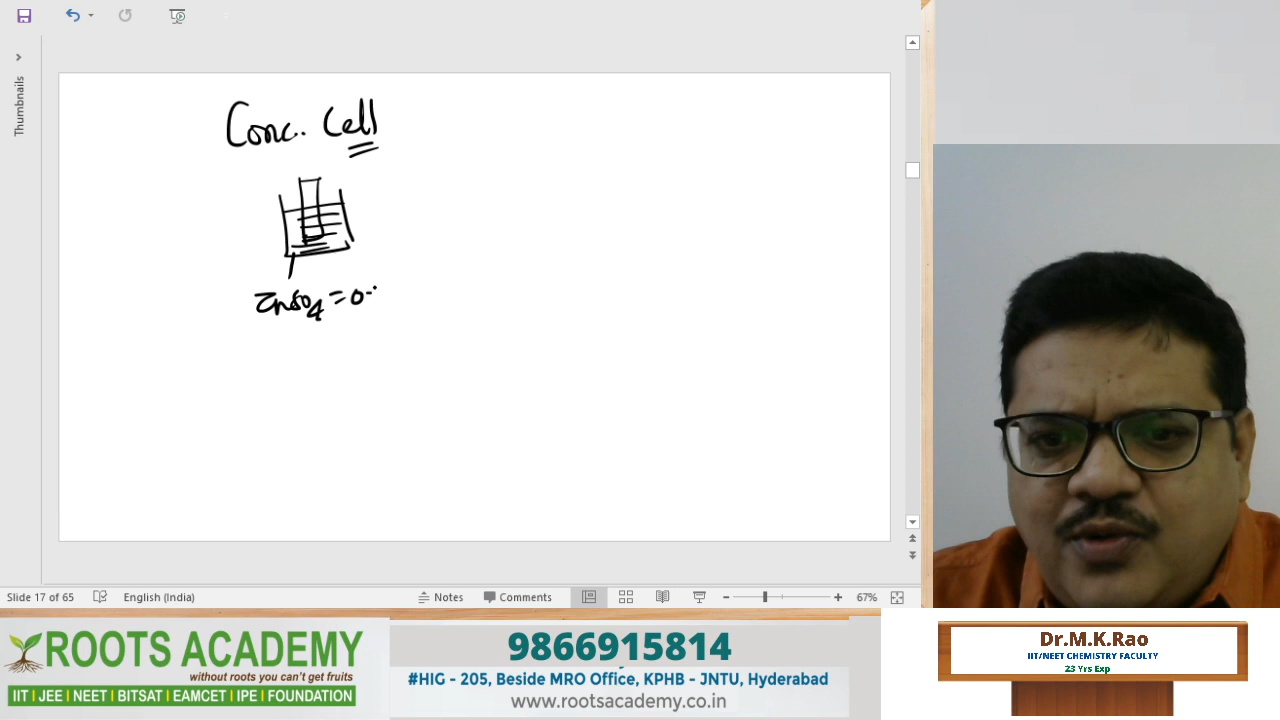 Thumbnails
Conc. Cell
ZnSO4 = 0.
Slide 17 of 65
English (India)
Notes
Comments
67%
ROOTS ACADEMY
without roots you can't get fruits
IIT I JEE I NEET I BITSAT I EAMCET I IPE I FOUNDATION
9866915814
#HIG - 205, Beside MRO Office, KPHB - JNTU, Hyderabad
www.rootsacademy.co.in
Dr.M.K.Rao
IIT/NEET CHEMISTRY FACULTY
23 Yrs Exp